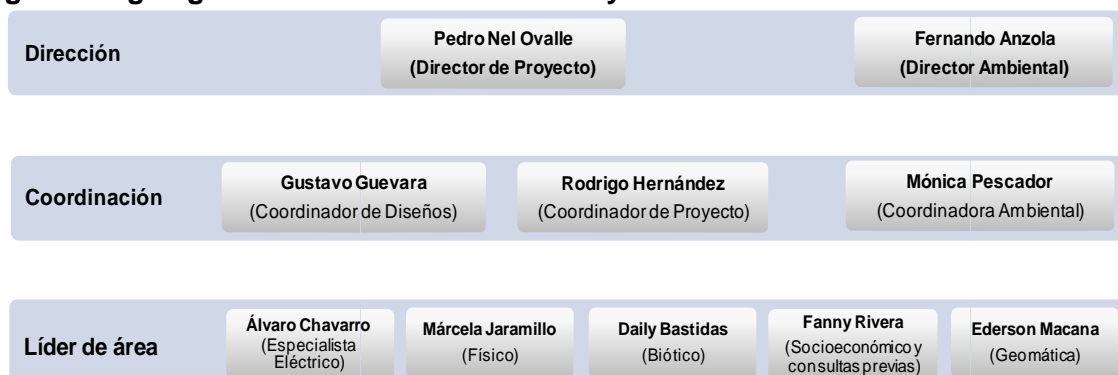 Dirección
Pedro Nel Ovalle
(Director de Proyecto)
Fernando Anzola
(Director Ambiental)
Coordinación
Gustavo Guevara
(Coordinador de Diseños)
Rodrigo Hernández
(Coordinador de Proyecto)
Mónica Pescador
(Coordinadora Ambiental)
Líder de área
Álvaro Chavarro
(Especialista
Eléctrico)
Márcela Jaramillo
(Físico)
Daily Bastidas
(Biótico)
Fanny Rivera
(Socioeconómico y
consultas previas)
Ederson Macana
(Geomática)